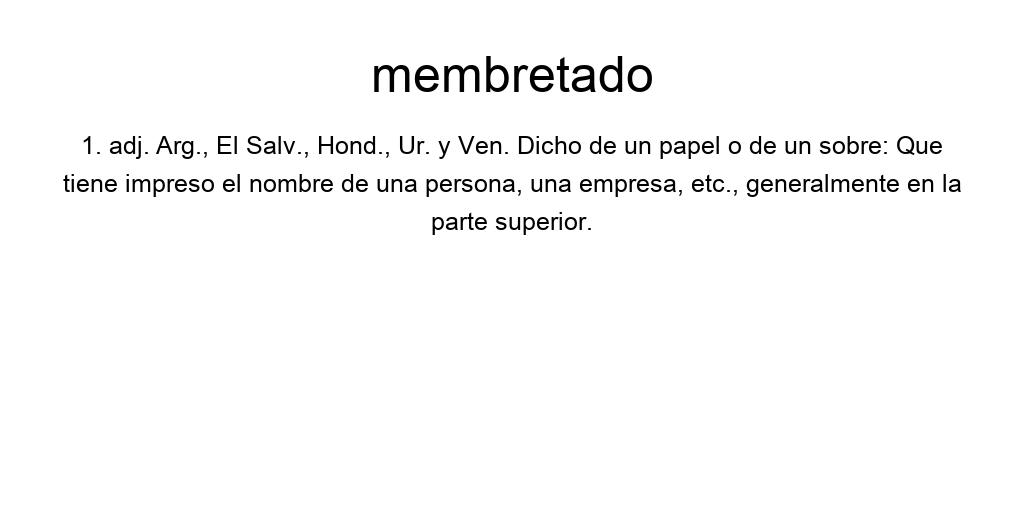 membretado
1. adj. Arg., El Salv., Hond., Ur. y Ven. Dicho de un papel o de un sobre: Que
tiene impreso el nombre de una persona, una empresa, etc., generalmente en la
parte superior.